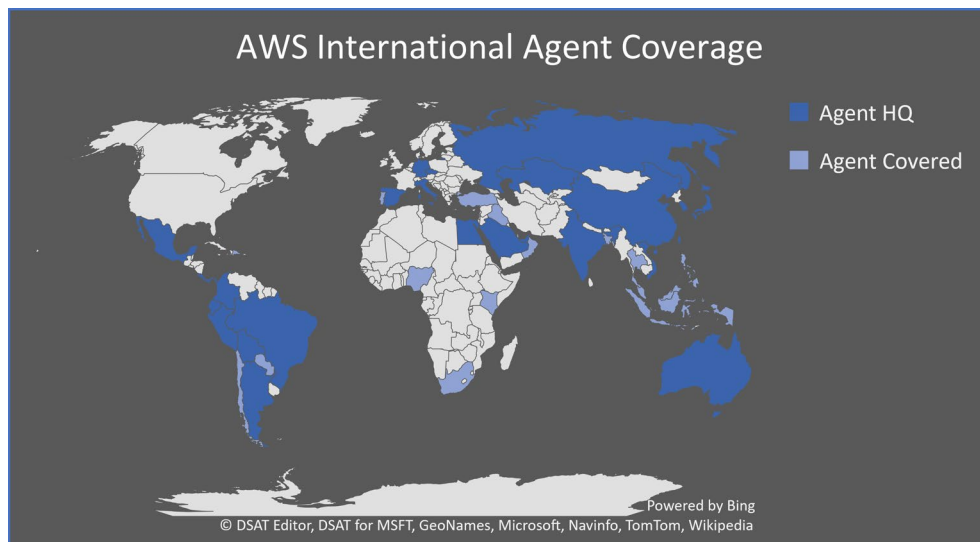 AWS International Agent Coverage
Agent HQ
Agent Covered
Powered by Bing
© DSAT Editor, DSAT for MSFT, GeoNames, Microsoft, Navinfo, TomTom, Wikipedia